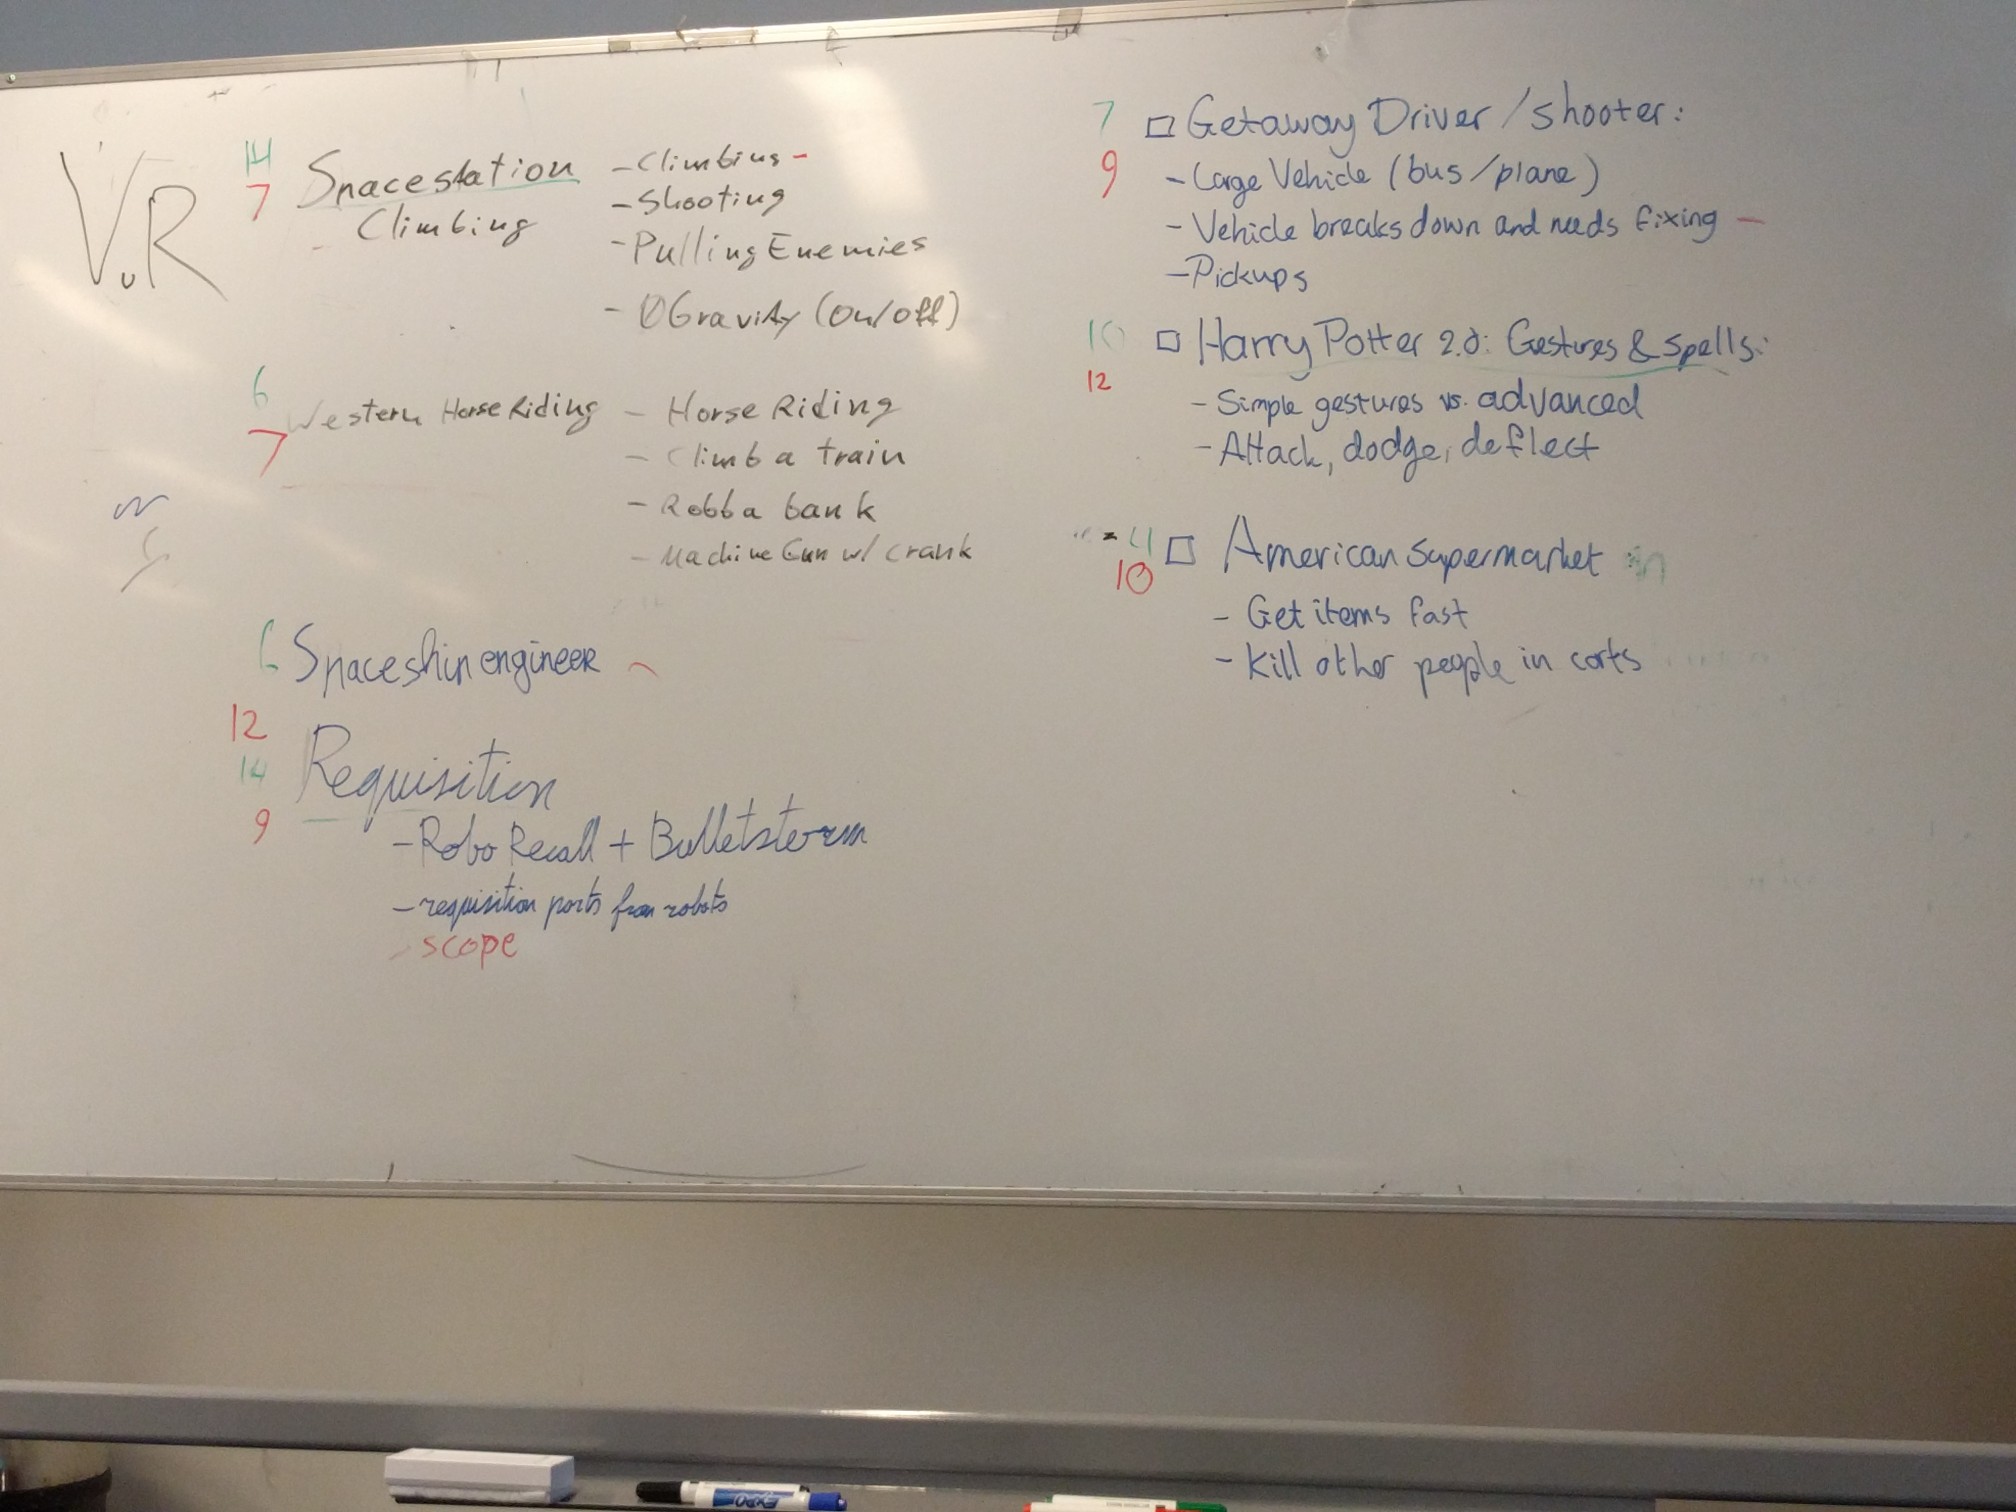 V.R
14
7
Spacestation
Climbing
- Climbing -
- Shooting
- Pulling Enemies
- 0Gravity (on/off)
6
7
Western Horse Riding
- Horse Riding
- Climb a train
- Rob a bank
- Machine Gun w/ crank
6
Spaceship engineer
12
14
Requisition
9
- Robo Recall + Bulletstorm
- requisition parts from robots
scope
7
Getaway Driver/shooter:
9
- Large Vehicle (bus/plane)
- Vehicle breaks down and needs fixing -
- Pickups
10
Harry Potter 2.0: Gestures & Spells:
12
- Simple gestures vs. advanced
- Attack, dodge, deflect
4
American Supermarket
10
- Get items fast
- Kill other people in carts
EXPO